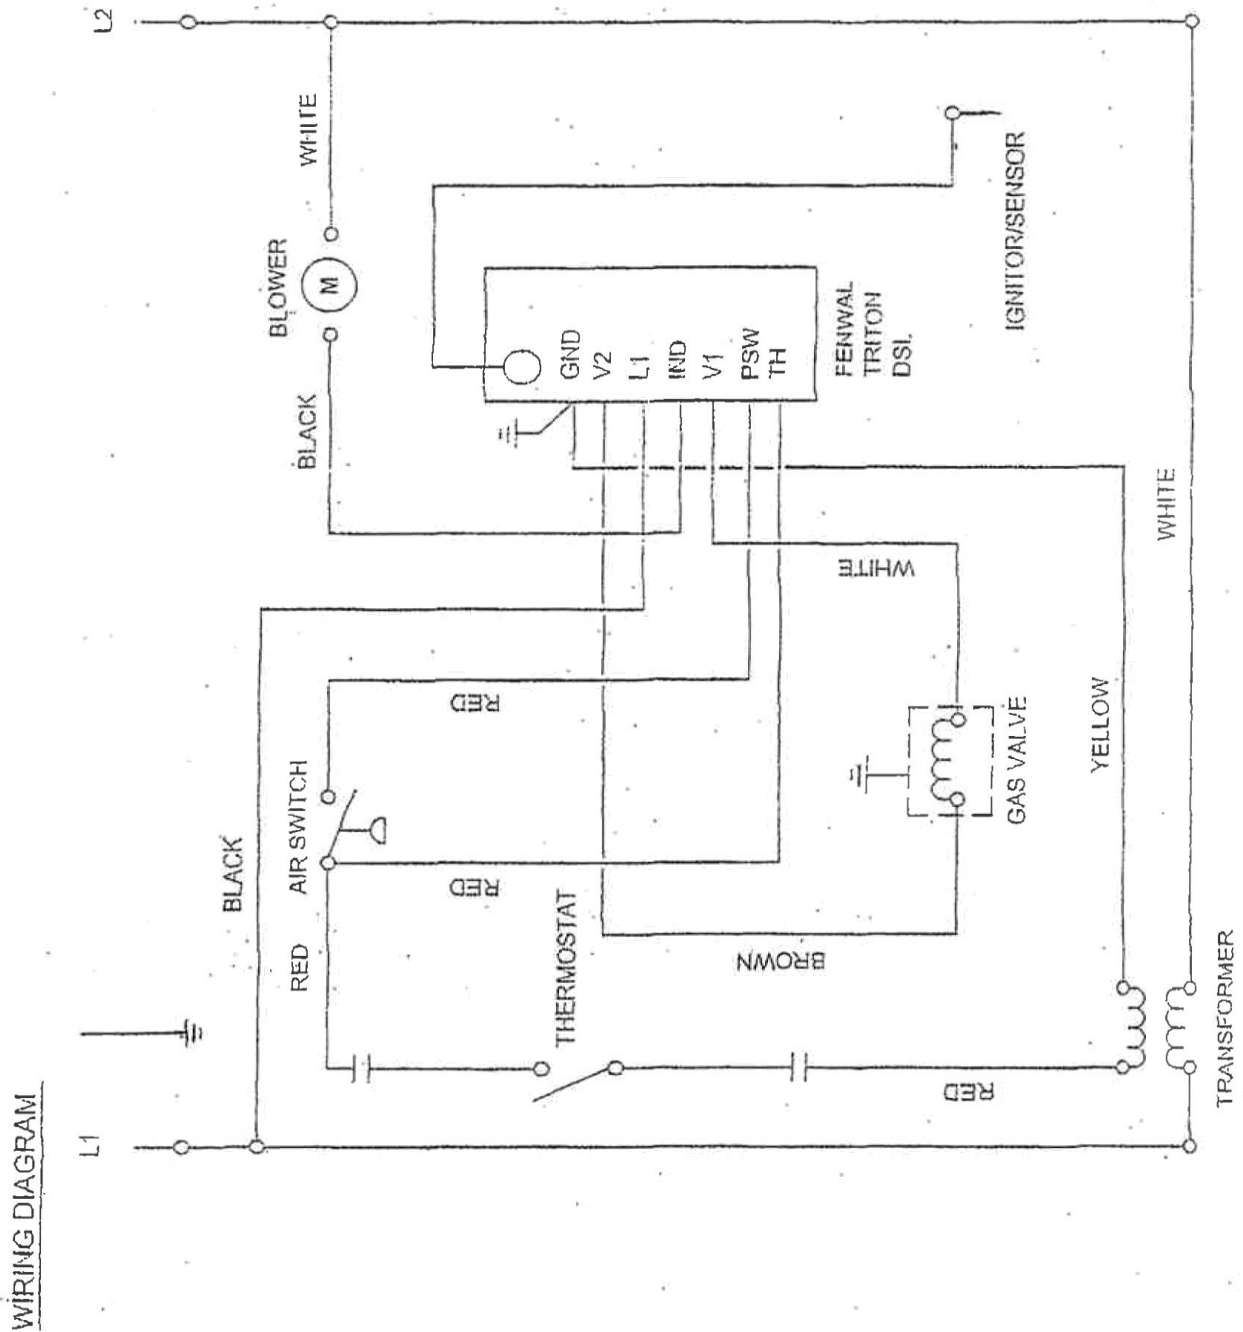 WIRING DIAGRAM
L1
L2
BLACK
RED
AIR SWITCH
BLACK
BLOWER
M
WHITE
RED
RED
THERMOSTAT
GND
V2
L1
IND
V1
PSW
TH
FENWAL
TRITON
DSI.
BROWN
WHITE
IGNITOR/SENSOR
GAS VALVE
RED
YELLOW
WHITE
TRANSFORMER